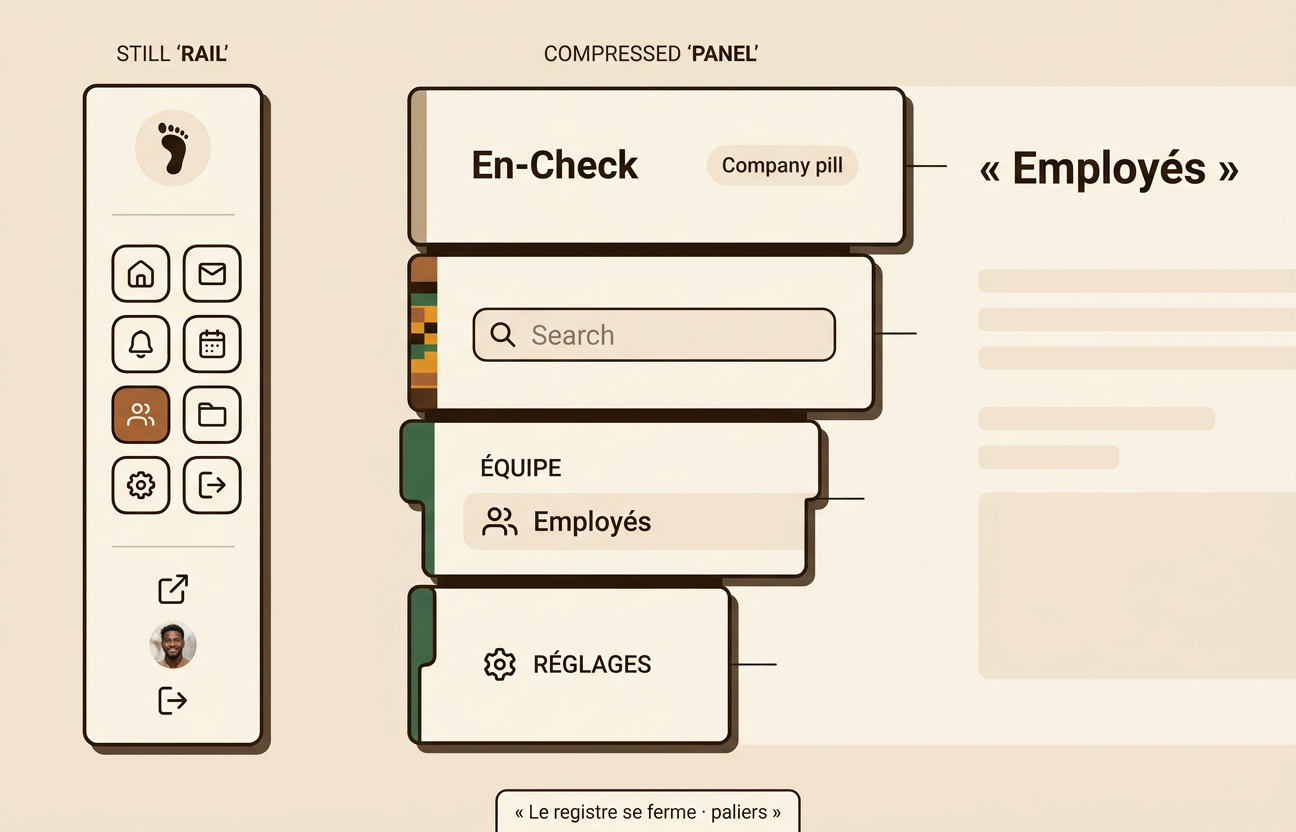 STILL ‘RAIL’
COMPRESSED ‘PANEL’
En-Check
Company pill
« Employés »
Search
ÉQUIPE
Employés
RÉGLAGES
« Le registre se ferme · paliers »